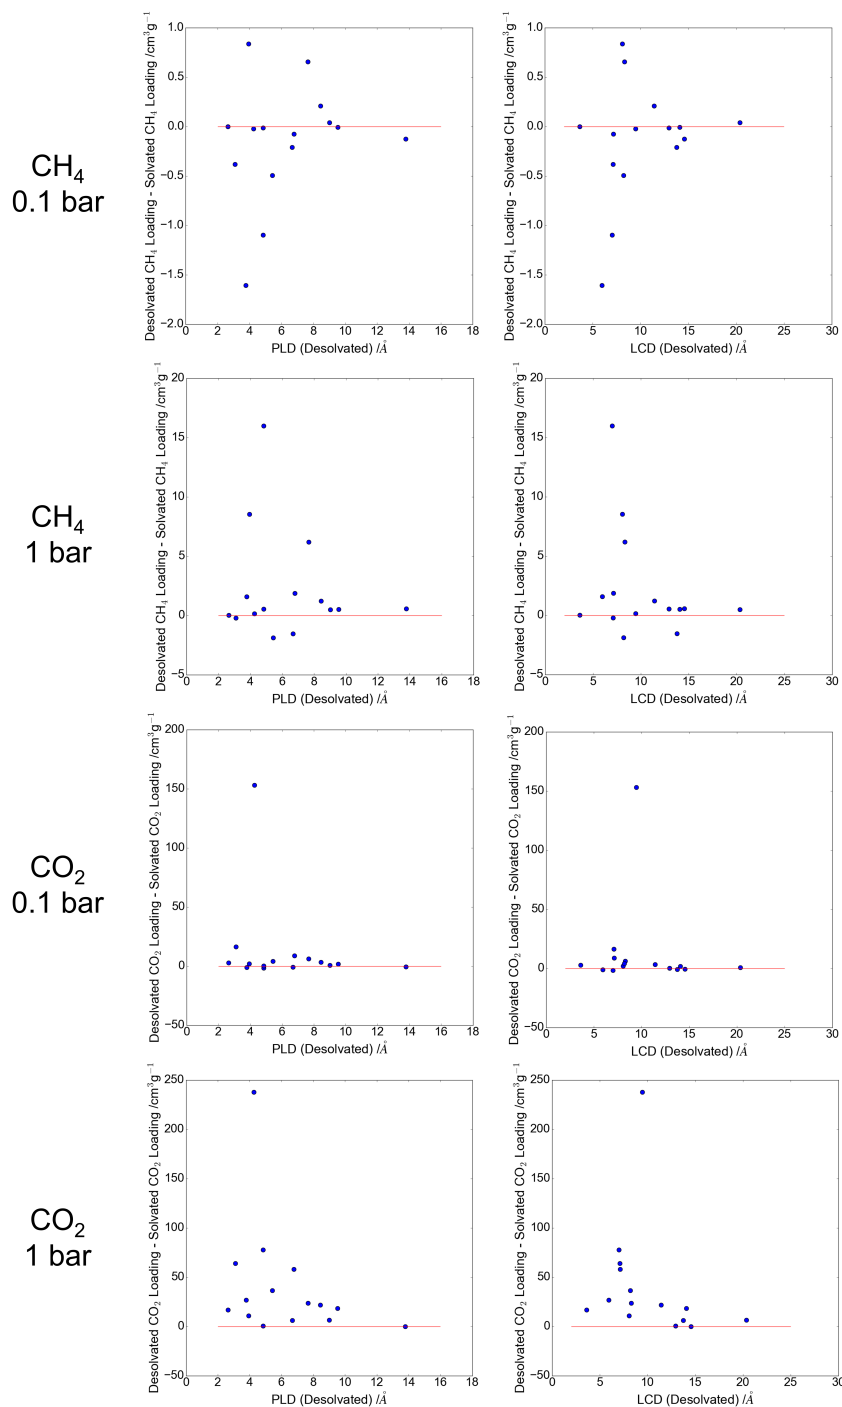 CH4
0.1 bar
Desolvated CH4 Loading - Solvated CH4 Loading /cm3g−1
1.0
0.5
0.0
−0.5
−1.0
−1.5
−2.0
0 2 4 6 8 10 12 14 16 18
PLD (Desolvated) /Å
Desolvated CH4 Loading - Solvated CH4 Loading /cm3g−1
1.0
0.5
0.0
−0.5
−1.0
−1.5
−2.0
0 5 10 15 20 25 30
LCD (Desolvated) /Å
CH4
1 bar
Desolvated CH4 Loading - Solvated CH4 Loading /cm3g−1
20
15
10
5
0
−5
0 2 4 6 8 10 12 14 16 18
PLD (Desolvated) /Å
Desolvated CH4 Loading - Solvated CH4 Loading /cm3g−1
20
15
10
5
0
−5
0 5 10 15 20 25 30
LCD (Desolvated) /Å
CO2
0.1 bar
Desolvated CO2 Loading - Solvated CO2 Loading /cm3g−1
200
150
100
50
0
−50
0 2 4 6 8 10 12 14 16 18
PLD (Desolvated) /Å
Desolvated CO2 Loading - Solvated CO2 Loading /cm3g−1
200
150
100
50
0
−50
0 5 10 15 20 25 30
LCD (Desolvated) /Å
CO2
1 bar
Desolvated CO2 Loading - Solvated CO2 Loading /cm3g−1
250
200
150
100
50
0
−50
0 2 4 6 8 10 12 14 16 18
PLD (Desolvated) /Å
Desolvated CO2 Loading - Solvated CO2 Loading /cm3g−1
250
200
150
100
50
0
−50
0 5 10 15 20 25 30
LCD (Desolvated) /Å